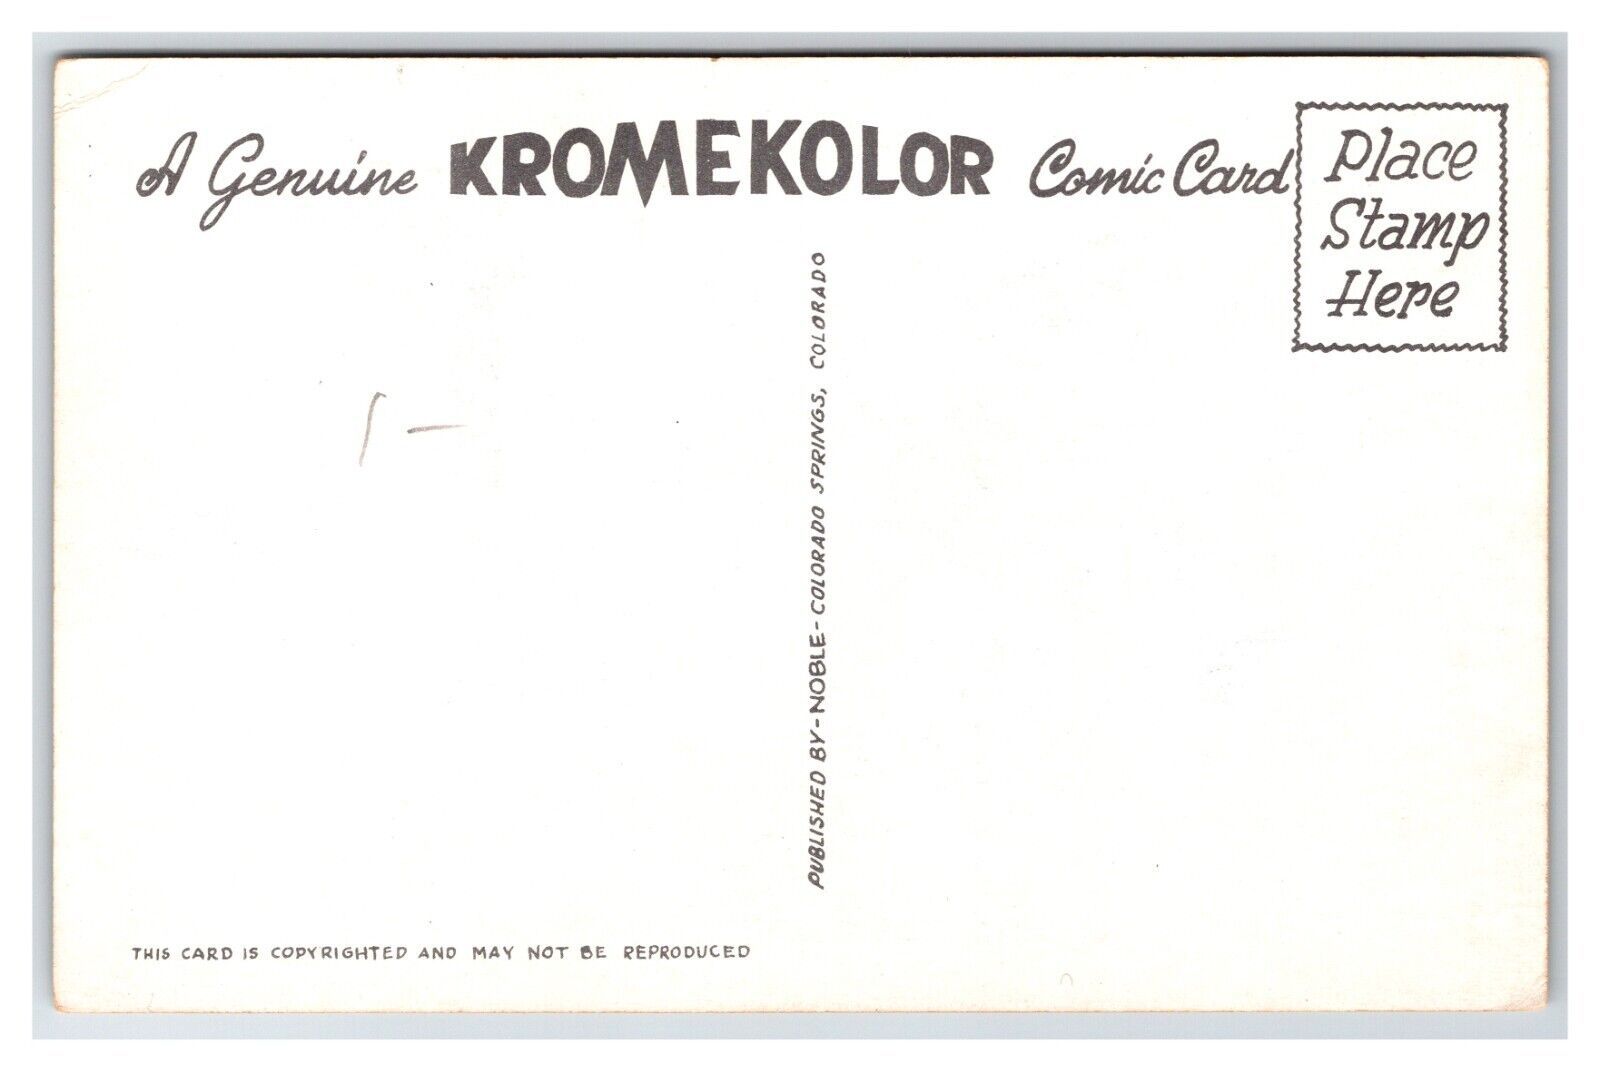 A Genuine KROMEKOLOR Comic Card
Place
Stamp
Here
1 -
PUBLISHED BY - NOBLE - COLORADO SPRINGS, COLORADO
THIS CARD IS COPYRIGHTED AND MAY NOT BE REPRODUCED